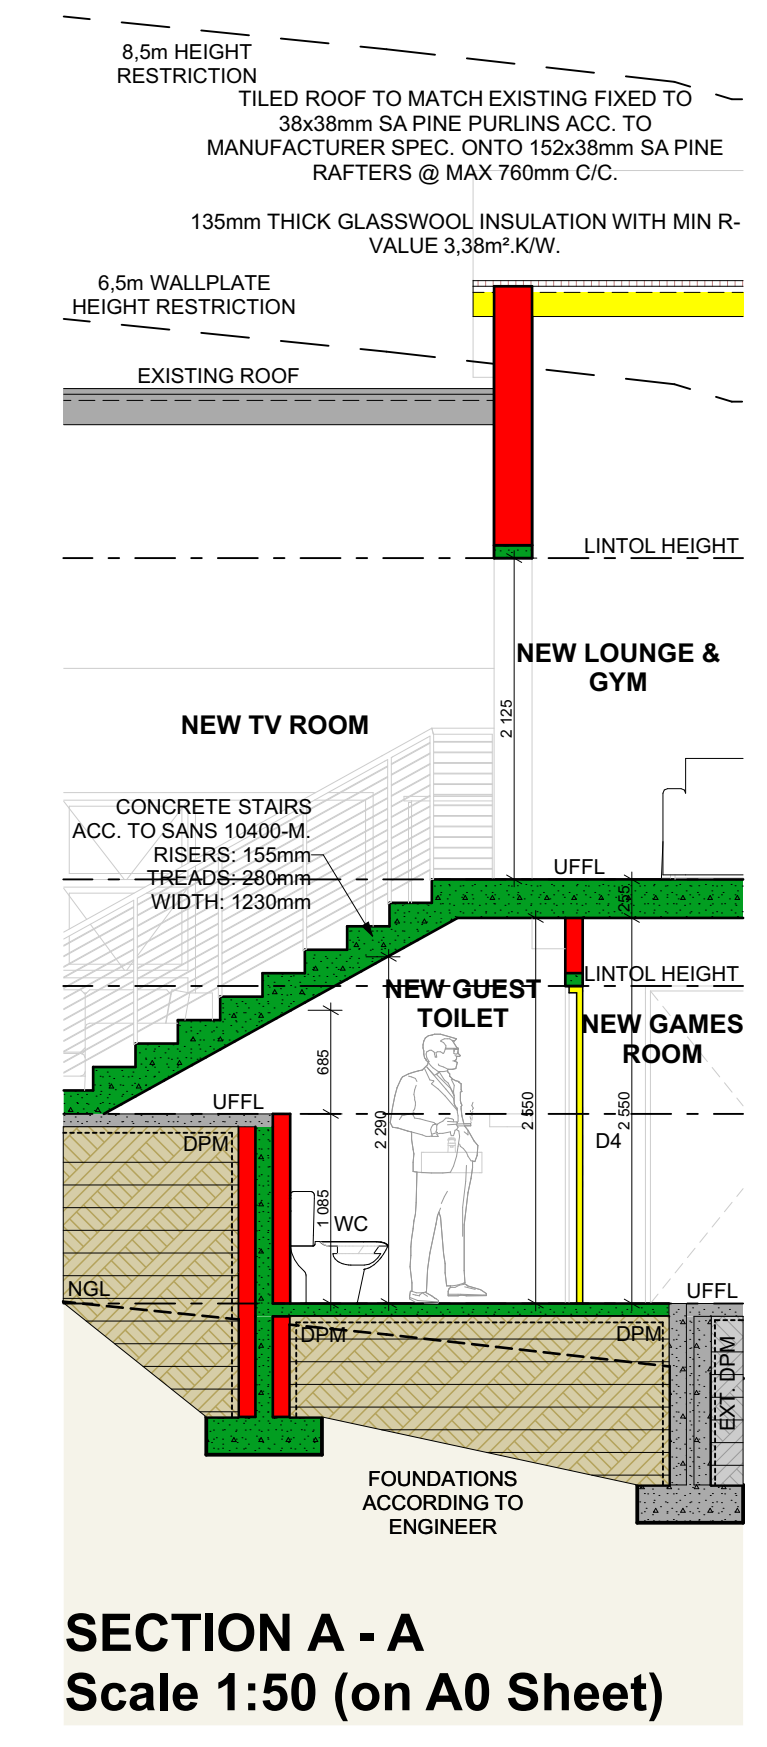 8,5m HEIGHT
RESTRICTION
TILED ROOF TO MATCH EXISTING FIXED TO
38x38mm SA PINE PURLINS ACC. TO
MANUFACTURER SPEC. ONTO 152x38mm SA PINE
RAFTERS @ MAX 760mm C/C.
135mm THICK GLASSWOOL INSULATION WITH MIN R-
VALUE 3,38m².K/W.
6,5m WALLPLATE
HEIGHT RESTRICTION
EXISTING ROOF
LINTOL HEIGHT
NEW LOUNGE &
GYM
2 125
NEW TV ROOM
CONCRETE STAIRS
ACC. TO SANS 10400-M.
RISERS: 155mm
TREADS: 280mm
WIDTH: 1230mm
UFFL
255
LINTOL HEIGHT
NEW GUEST
TOILET
NEW GAMES
ROOM
685
UFFL
2 290
2 550
2 550
DPM
D4
1 085
WC
NGL
UFFL
DPM
DPM
EXT. DPM
FOUNDATIONS
ACCORDING TO
ENGINEER
SECTION A - A
Scale 1:50 (on A0 Sheet)